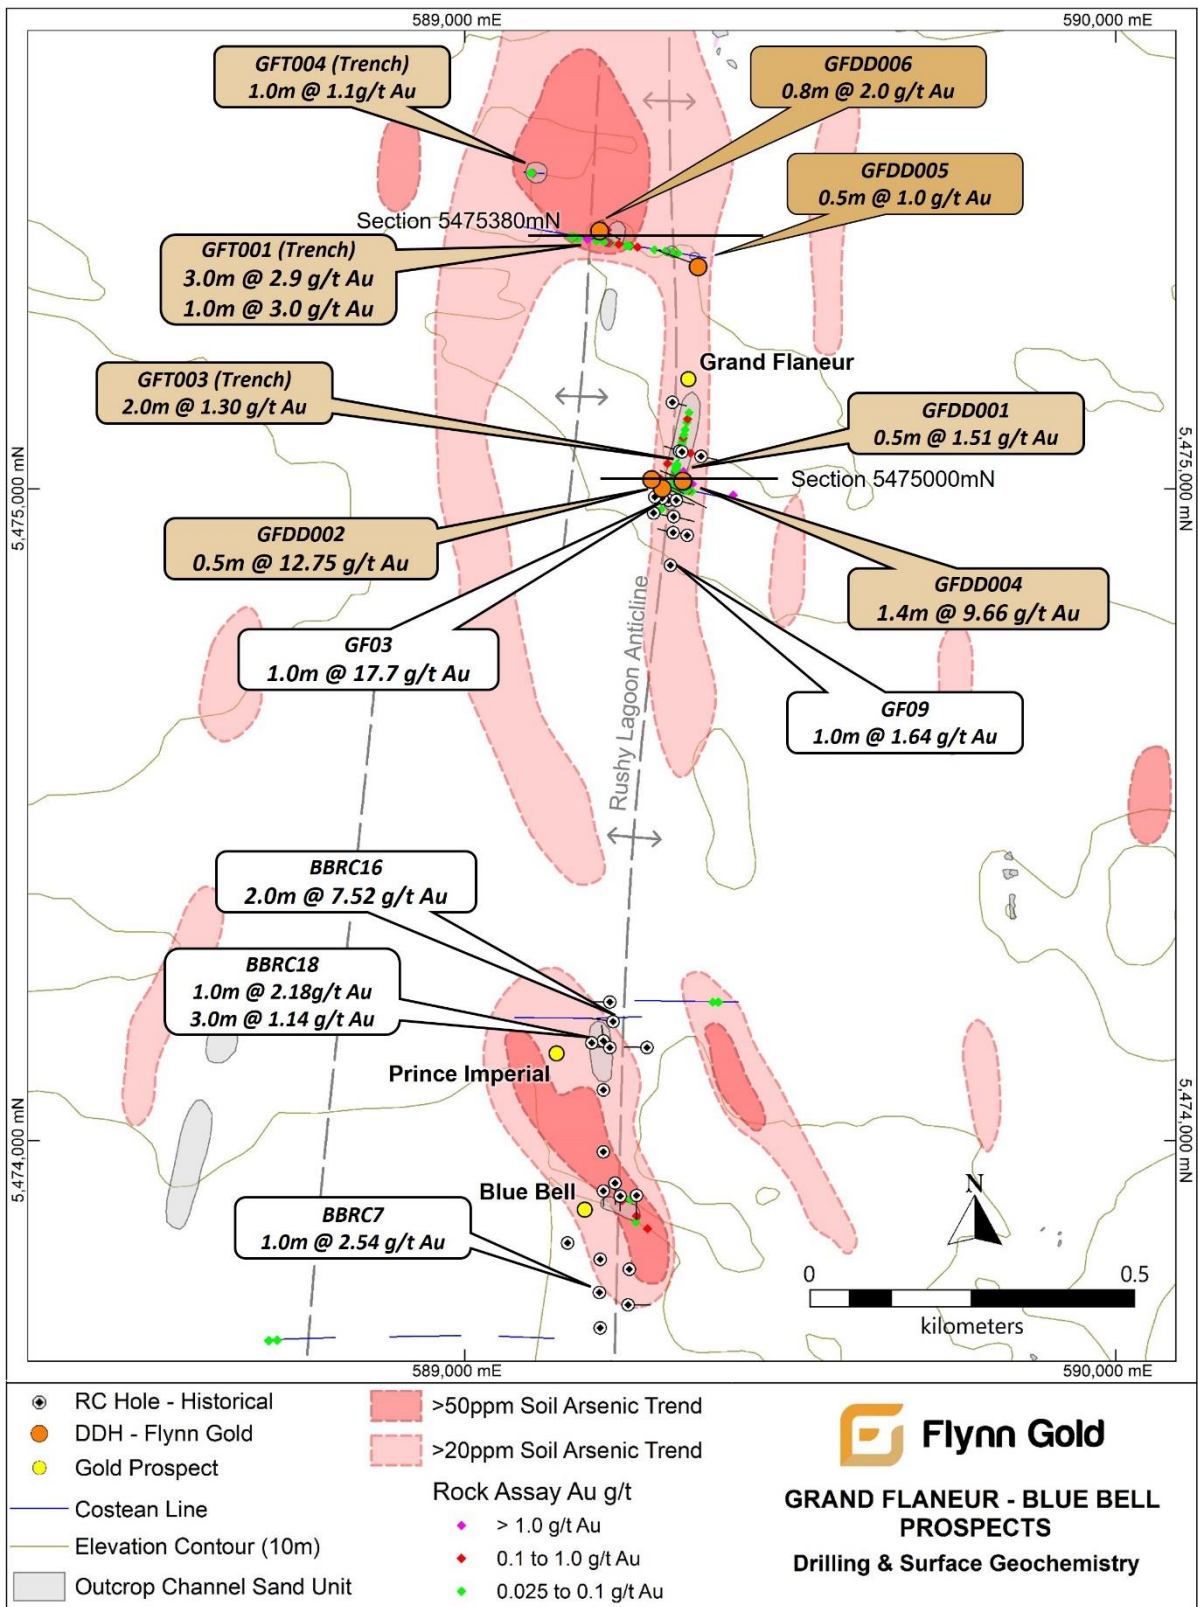 589,000 mE
590,000 mE
GFT004 (Trench)
1.0m @ 1.1g/t Au
GFDD006
0.8m @ 2.0 g/t Au
GFDD005
0.5m @ 1.0 g/t Au
Section 5475380mN
GFT001 (Trench)
3.0m @ 2.9 g/t Au
1.0m @ 3.0 g/t Au
Grand Flaneur
GFT003 (Trench)
2.0m @ 1.30 g/t Au
GFDD001
0.5m @ 1.51 g/t Au
5,475,000 mN
5,475,000 mN
Section 5475000mN
GFDD002
0.5m @ 12.75 g/t Au
GFDD004
1.4m @ 9.66 g/t Au
GF03
1.0m @ 17.7 g/t Au
Rushy Lagoon Anticline
GF09
1.0m @ 1.64 g/t Au
BBRC16
2.0m @ 7.52 g/t Au
BBRC18
1.0m @ 2.18g/t Au
3.0m @ 1.14 g/t Au
Prince Imperial
5,474,000 mN
5,474,000 mN
Blue Bell
BBRC7
1.0m @ 2.54 g/t Au
N
0
0.5
kilometers
589,000 mE
590,000 mE
RC Hole - Historical
DDH - Flynn Gold
Gold Prospect
Costean Line
Elevation Contour (10m)
Outcrop Channel Sand Unit
>50ppm Soil Arsenic Trend
>20ppm Soil Arsenic Trend
Rock Assay Au g/t
> 1.0 g/t Au
0.1 to 1.0 g/t Au
0.025 to 0.1 g/t Au
Flynn Gold
GRAND FLANEUR - BLUE BELL
PROSPECTS
Drilling & Surface Geochemistry